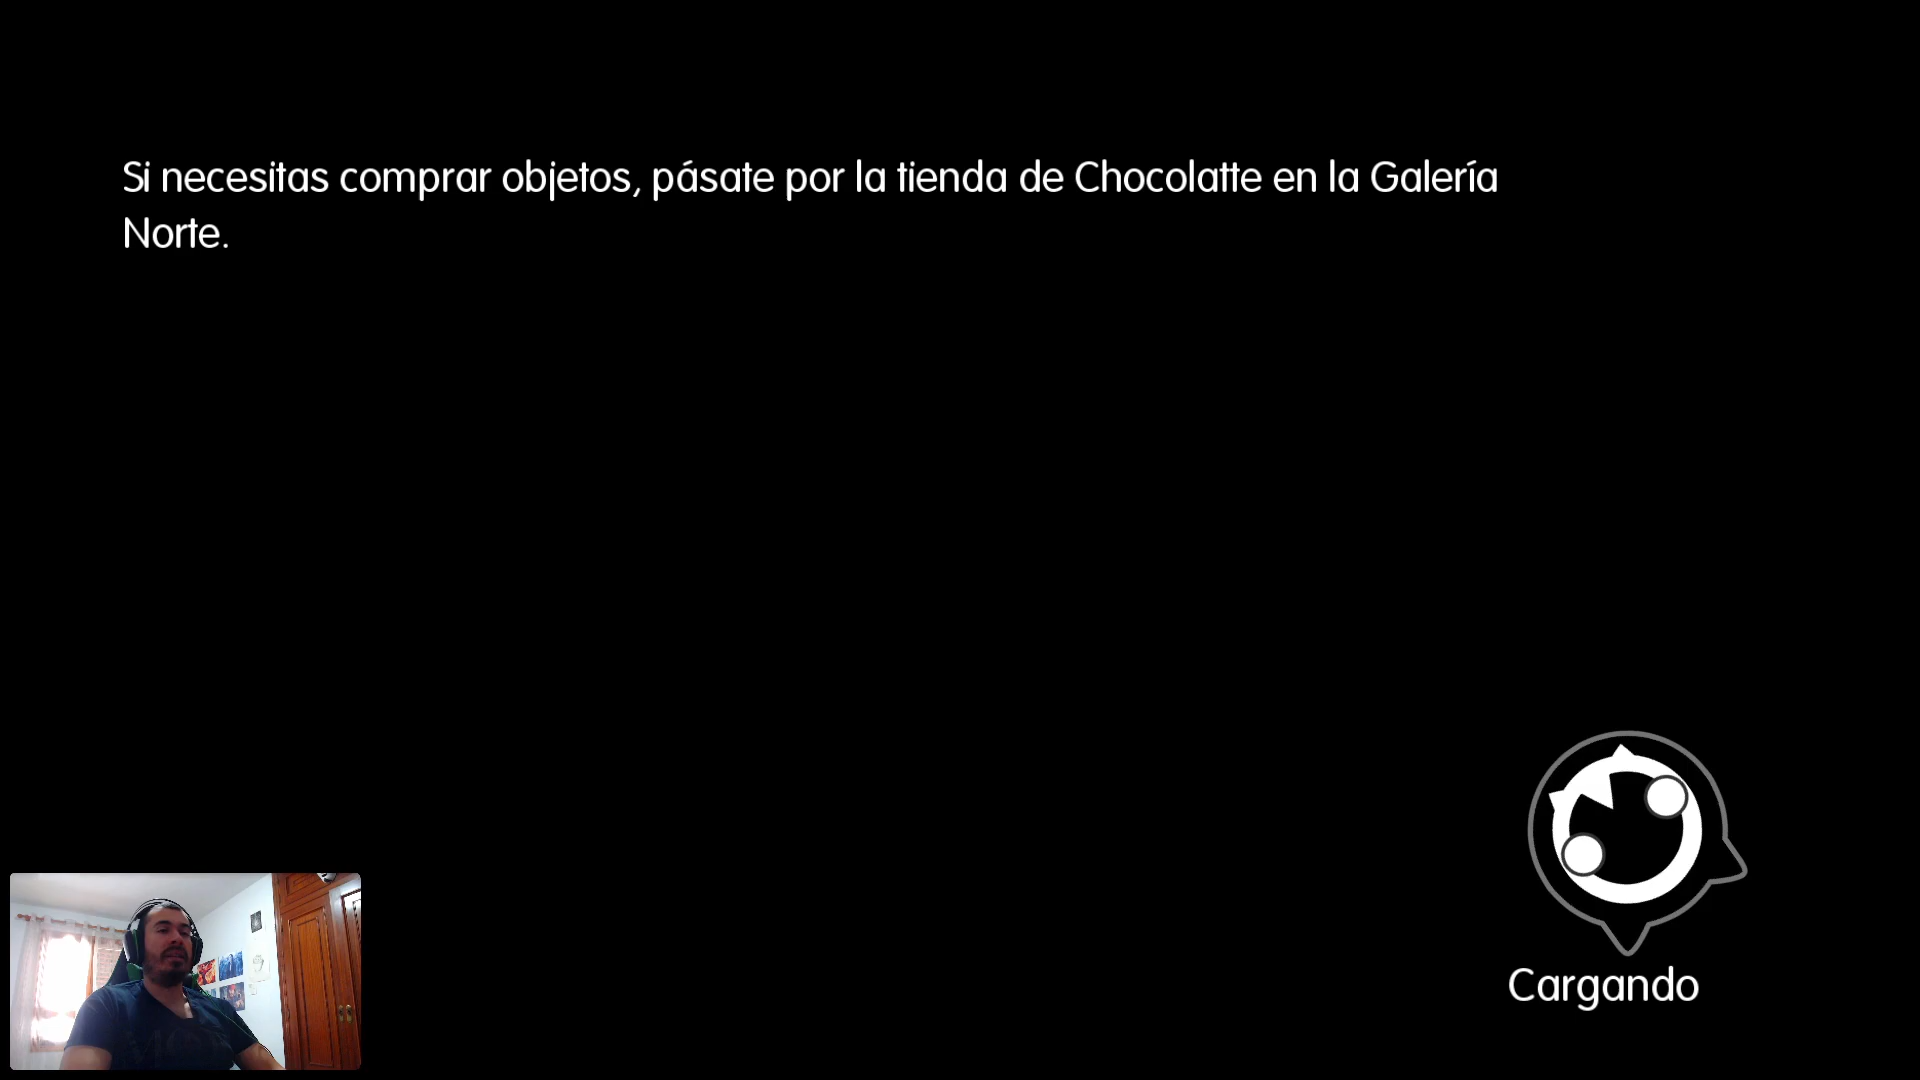 Si necesitas comprar objetos, pásate por la tienda de Chocolatte en la Galería
Norte.
Cargando